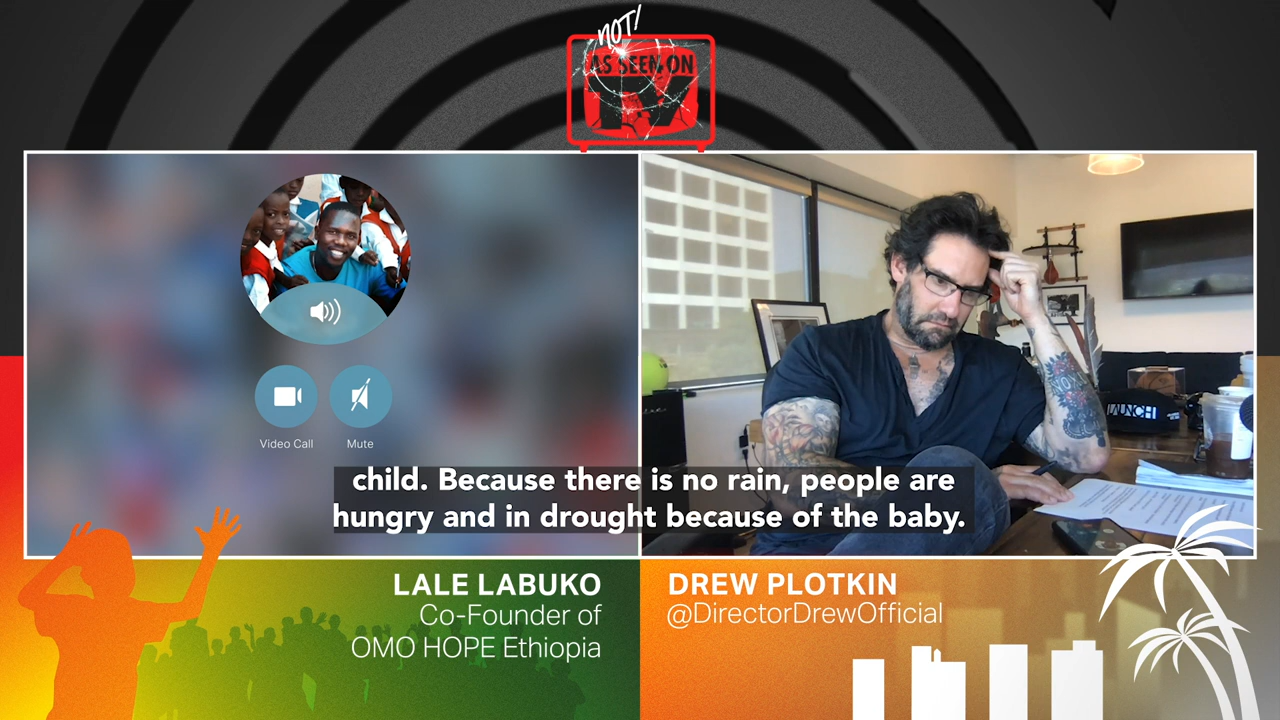 NOT!
AS SEEN ON
TV
LAUNCH
Video Call
Mute
child. Because there is no rain, people are
hungry and in drought because of the baby.
LALE LABUKO
Co-Founder of
OMO HOPE Ethiopia
DREW PLOTKIN
@DirectorDrewOfficial